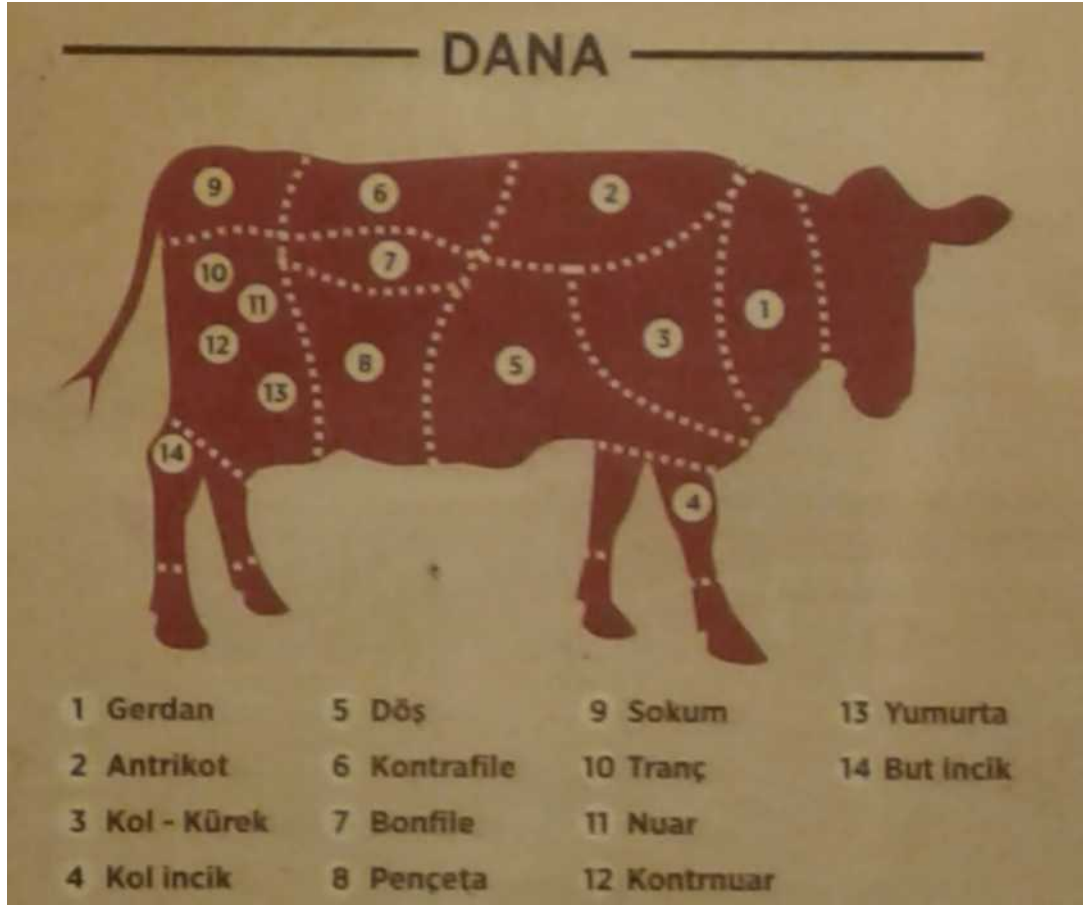 DANA
9
6
2
10
7
11
1
12
3
8
5
13
14
4
1 Gerdan
2 Antrikot
3 Kol - Kürek
4 Kol incik
5 Döş
6 Kontrafile
7 Bonfile
8 Pençeta
9 Sokum
10 Tranç
11 Nuar
12 Kontrnuar
13 Yumurta
14 But incik